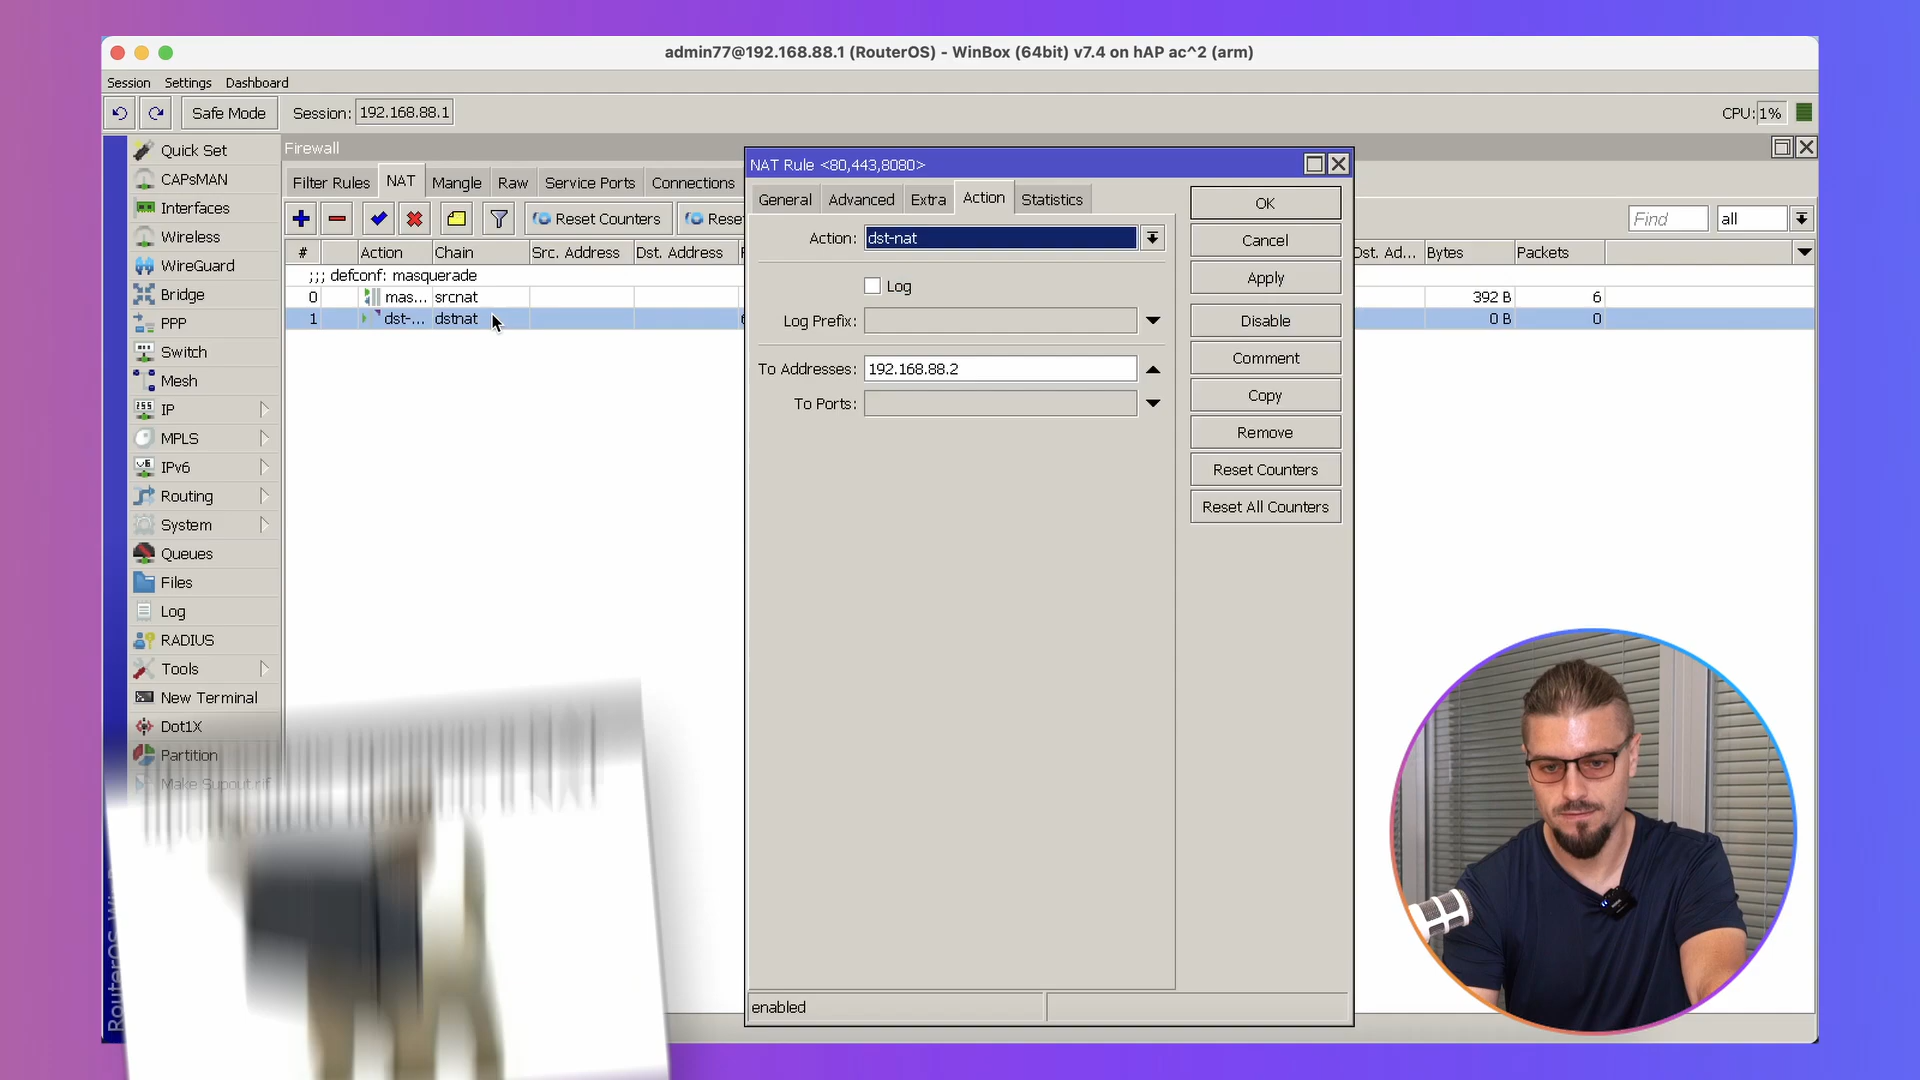 admin77@192.168.88.1 (RouterOS) - WinBox (64bit) v7.4 on hAP ac^2 (arm)
Session Settings Dashboard
Safe Mode Session: 192.168.88.1 CPU: 1%
Quick Set
CAPsMAN
Interfaces
Wireless
WireGuard
Bridge
PPP
Switch
Mesh
IP
MPLS
IPv6
Routing
System
Queues
Files
Log
RADIUS
Tools
New Terminal
Dot1X
Partition
Make Supout.rif
Firewall
Filter Rules NAT Mangle Raw Service Ports Connections
Reset Counters Rese
Find all
# Action Chain Src. Address Dst. Address Dst. Ad... Bytes Packets
;;; defconf: masquerade
0 mas... srcnat 392 B 6
1 dst-... dstnat 0 B 0
NAT Rule <80,443,8080>
General Advanced Extra Action Statistics
Action: dst-nat
Log
Log Prefix:
To Addresses: 192.168.88.2
To Ports:
OK
Cancel
Apply
Disable
Comment
Copy
Remove
Reset Counters
Reset All Counters
enabled